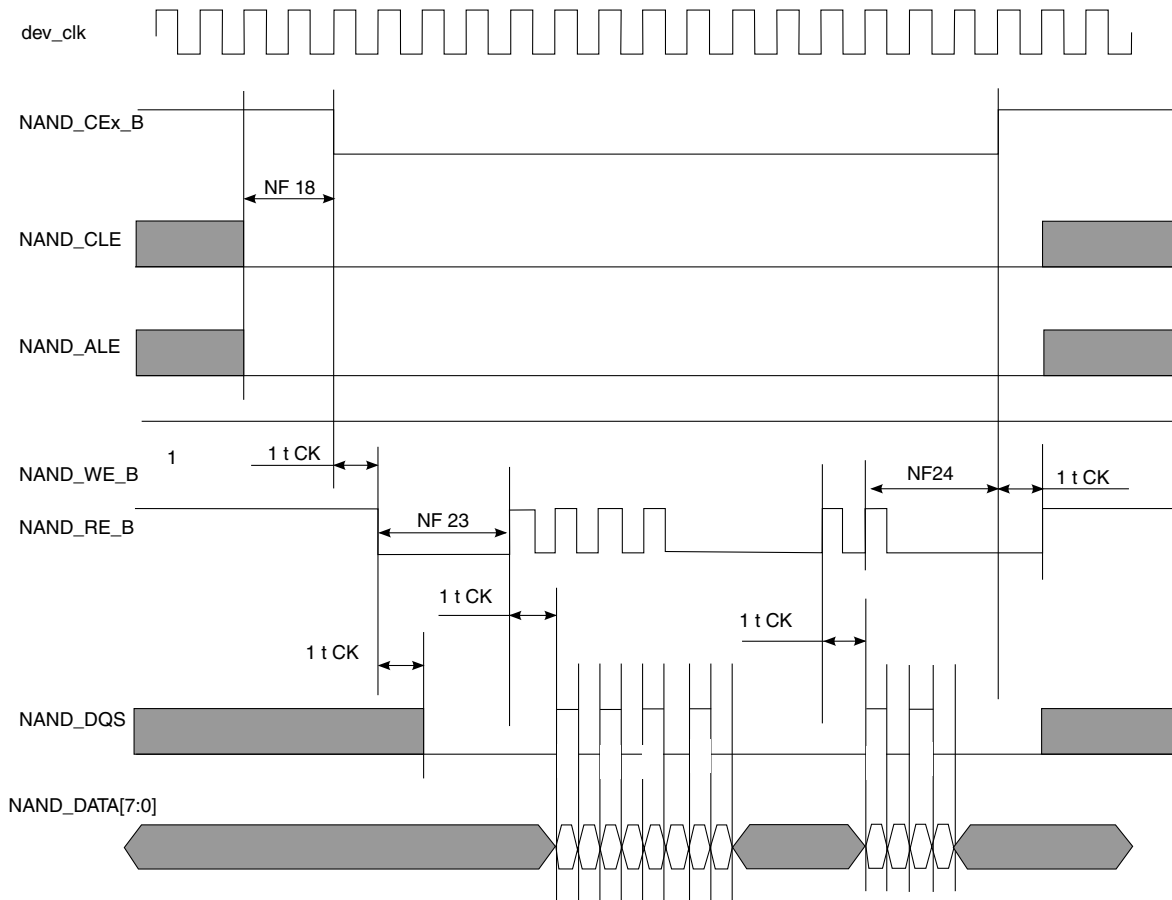 dev_clk
NAND_CEx_B
NF 18
NAND_CLE
NAND_ALE
1
1 t CK
NAND_WE_B
NF24
1 t CK
NAND_RE_B
NF 23
1 t CK
1 t CK
1 t CK
NAND_DQS
NAND_DATA[7:0]